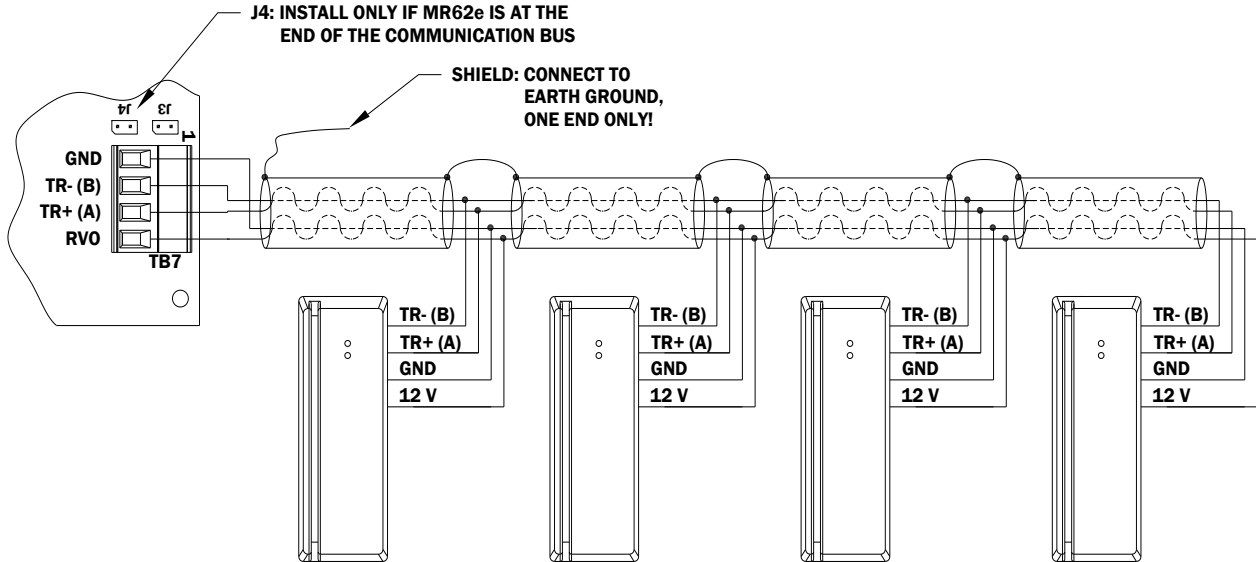 J4: INSTALL ONLY IF MR62e IS AT THE
END OF THE COMMUNICATION BUS
SHIELD: CONNECT TO
EARTH GROUND,
ONE END ONLY!
J4 J3
1
GND
TR- (B)
TR+ (A)
RVO
TB7
TR- (B)
TR+ (A)
GND
12 V
TR- (B)
TR+ (A)
GND
12 V
TR- (B)
TR+ (A)
GND
12 V
TR- (B)
TR+ (A)
GND
12 V